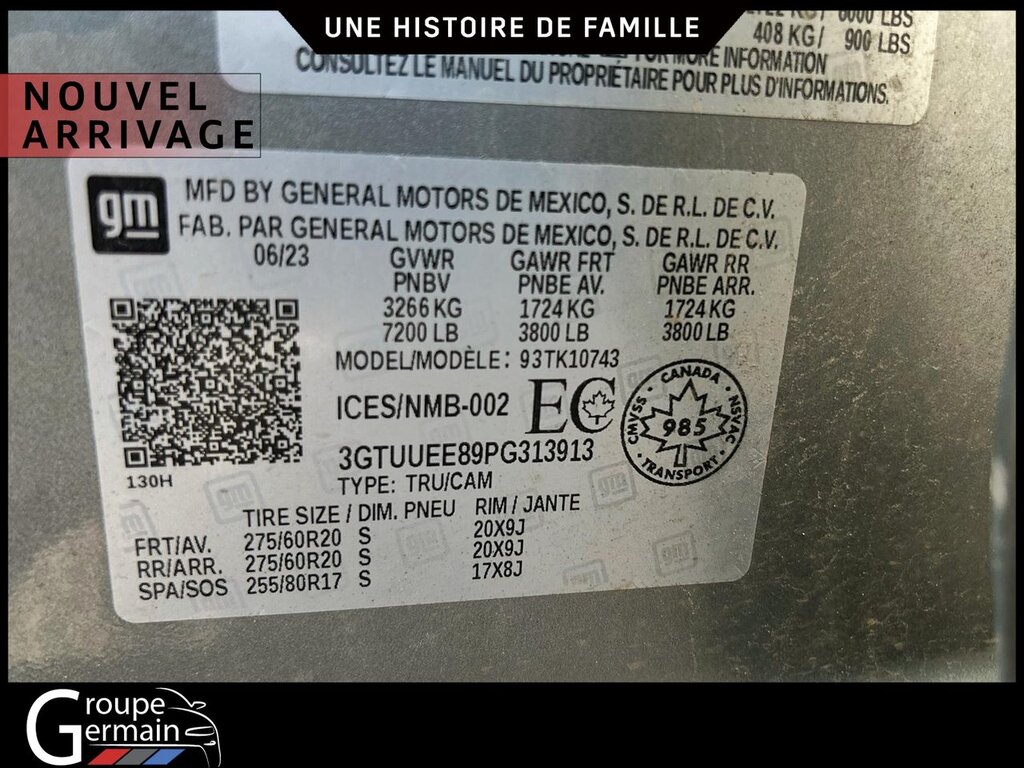 UNE HISTOIRE DE FAMILLE
LBS
408 KG/ 900 LBS
FOR MORE INFORMATION
CONSULTEZ LE MANUEL DU PROPRIÉTAIRE POUR PLUS D'INFORMATIONS.
NOUVEL
ARRIVAGE
gm
MFD BY GENERAL MOTORS DE MEXICO, S. DE R.L. DE C.V.
FAB. PAR GENERAL MOTORS DE MEXICO, S. DE R.L. DE C.V.
06/23 GVWR GAWR FRT GAWR RR
PNBV PNBE AV. PNBE ARR.
3266 KG 1724 KG 1724 KG
7200 LB 3800 LB 3800 LB
MODEL/MODÈLE: 93TK10743
ICES/NMB-002 EC
CANADA
CMVSS 985 NSVAC
TRANSPORT
3GTUUEE89PG313913
130H
TYPE: TRU/CAM
TIRE SIZE / DIM. PNEU RIM / JANTE
FRT/AV. 275/60R20 S 20X9J
RR/ARR. 275/60R20 S 20X9J
SPA/SOS 255/80R17 S 17X8J
Groupe
Germain